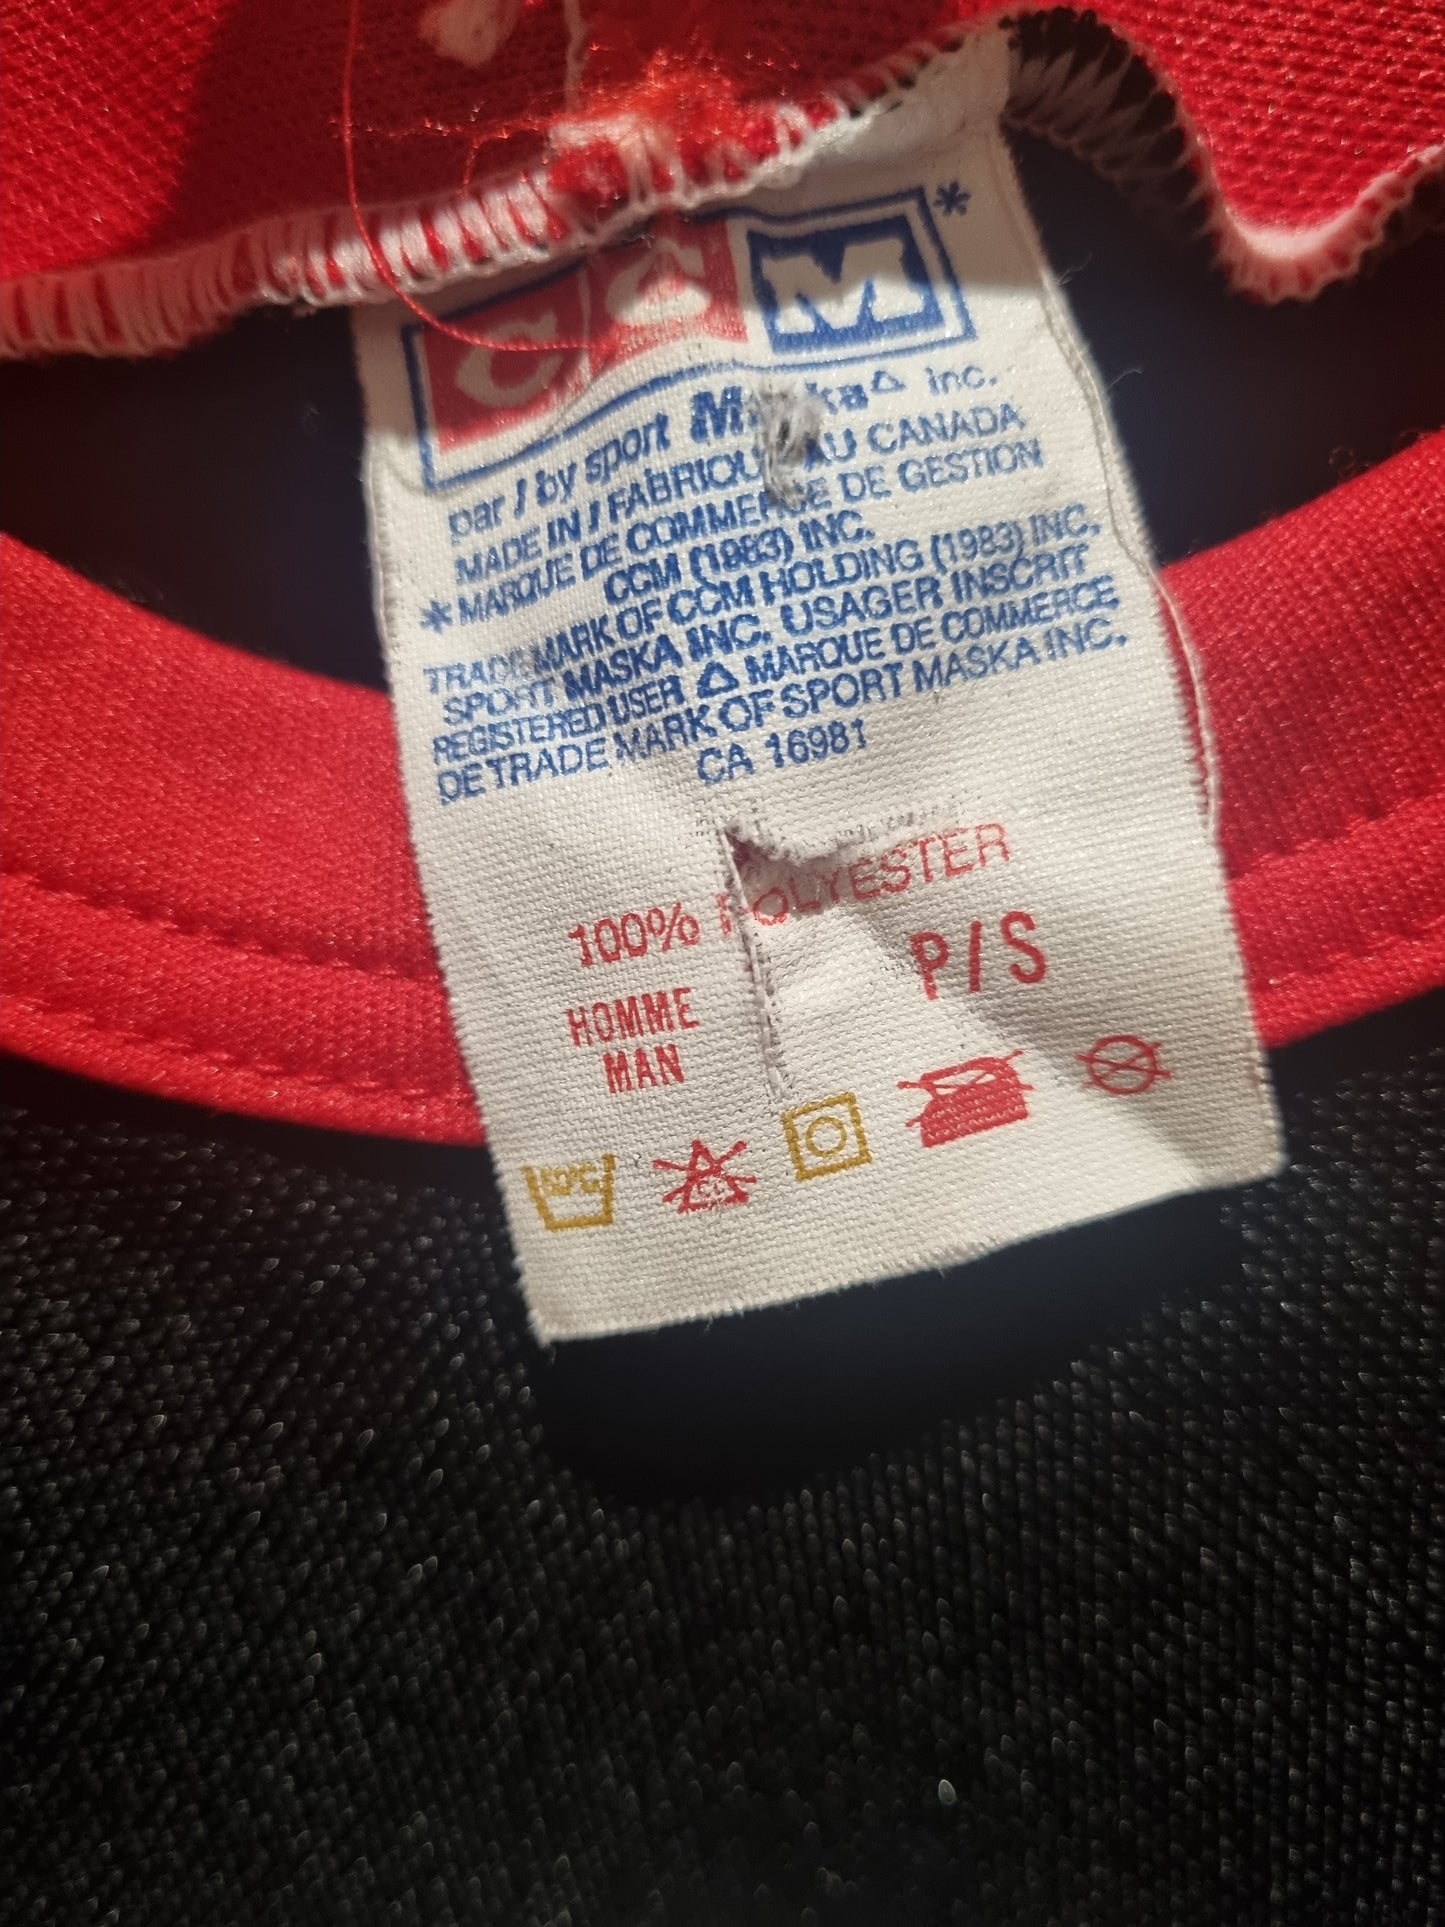 CCM*
par / by sport Maska△ inc.
MADE IN / FABRIQUÉ AU CANADA
* MARQUE DE COMMERCE DE GESTION
CCM (1983) INC.
TRADE MARK OF CCM HOLDING (1983) INC.
SPORT MASKA INC. USAGER INSCRIT
REGISTERED USER △ MARQUE DE COMMERCE
DE TRADE MARK OF SPORT MASKA INC.
CA 16981
100% POLYESTER
HOMME
MAN
P/S
50°C
CL